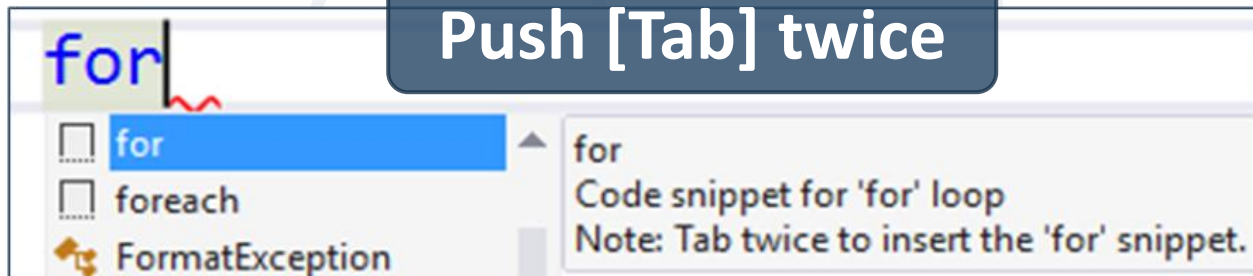 Push [Tab] twice
for
for
foreach
FormatException
for
Code snippet for 'for' loop
Note: Tab twice to insert the 'for' snippet.